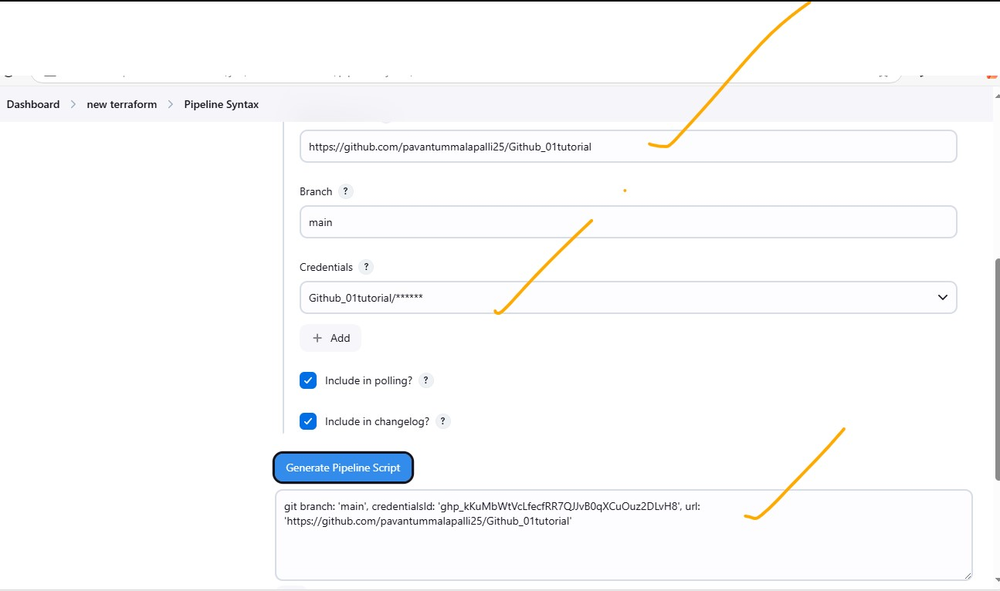 Dashboard > new terraform > Pipeline Syntax
https://github.com/pavantummalapalli25/Github_01tutorial
Branch ?
main
Credentials ?
Github_01tutorial/******
+ Add
Include in polling? ?
Include in changelog? ?
Generate Pipeline Script
git branch: 'main', credentialsId: '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', url:
'https://github.com/pavantummalapalli25/Github_01tutorial'